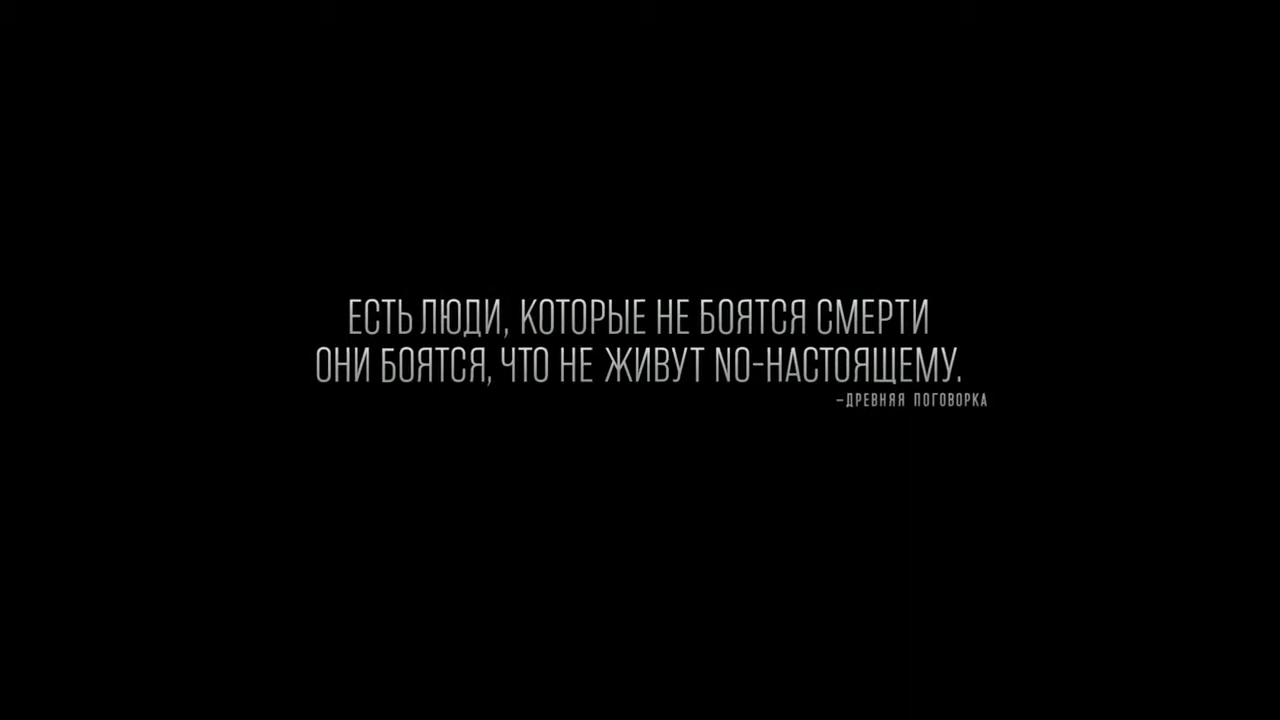 ЕСТЬ ЛЮДИ, КОТОРЫЕ НЕ БОЯТСЯ СМЕРТИ
ОНИ БОЯТСЯ, ЧТО НЕ ЖИВУТ NO-НАСТОЯЩЕМУ.
–ДРЕВНЯЯ ПОГОВОРКА